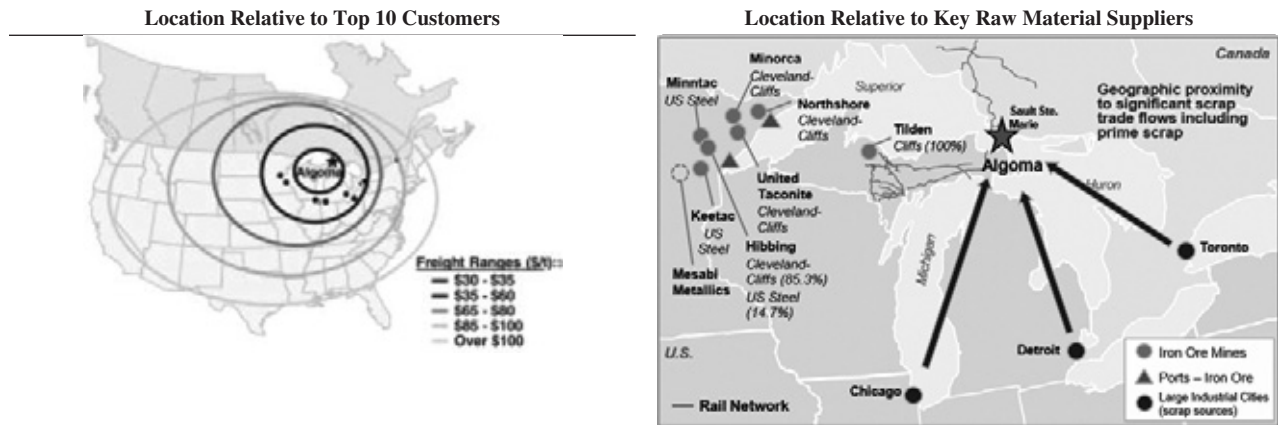 Location Relative to Top 10 Customers
Algoma
Freight Ranges ($/t)
$30 - $35
$35 - $60
$65 - $80
$85 - $100
Over $100
Location Relative to Key Raw Material Suppliers
Canada
Minorca
Cleveland-
Cliffs
Minntac
US Steel
Superior
Northshore
Cleveland-
Cliffs
Geographic proximity
to significant scrap
trade flows including
prime scrap
Sault Ste.
Marie
Tilden
Cliffs (100%)
Algoma
United
Taconite
Cleveland-
Cliffs
Huron
Keetac
US
Steel
Hibbing
Cleveland-
Cliffs (85.3%)
US Steel
(14.7%)
Mesabi
Metallics
Michigan
Toronto
U.S.
Detroit
Chicago
Rail Network
Iron Ore Mines
Ports – Iron Ore
Large Industrial Cities
(scrap sources)